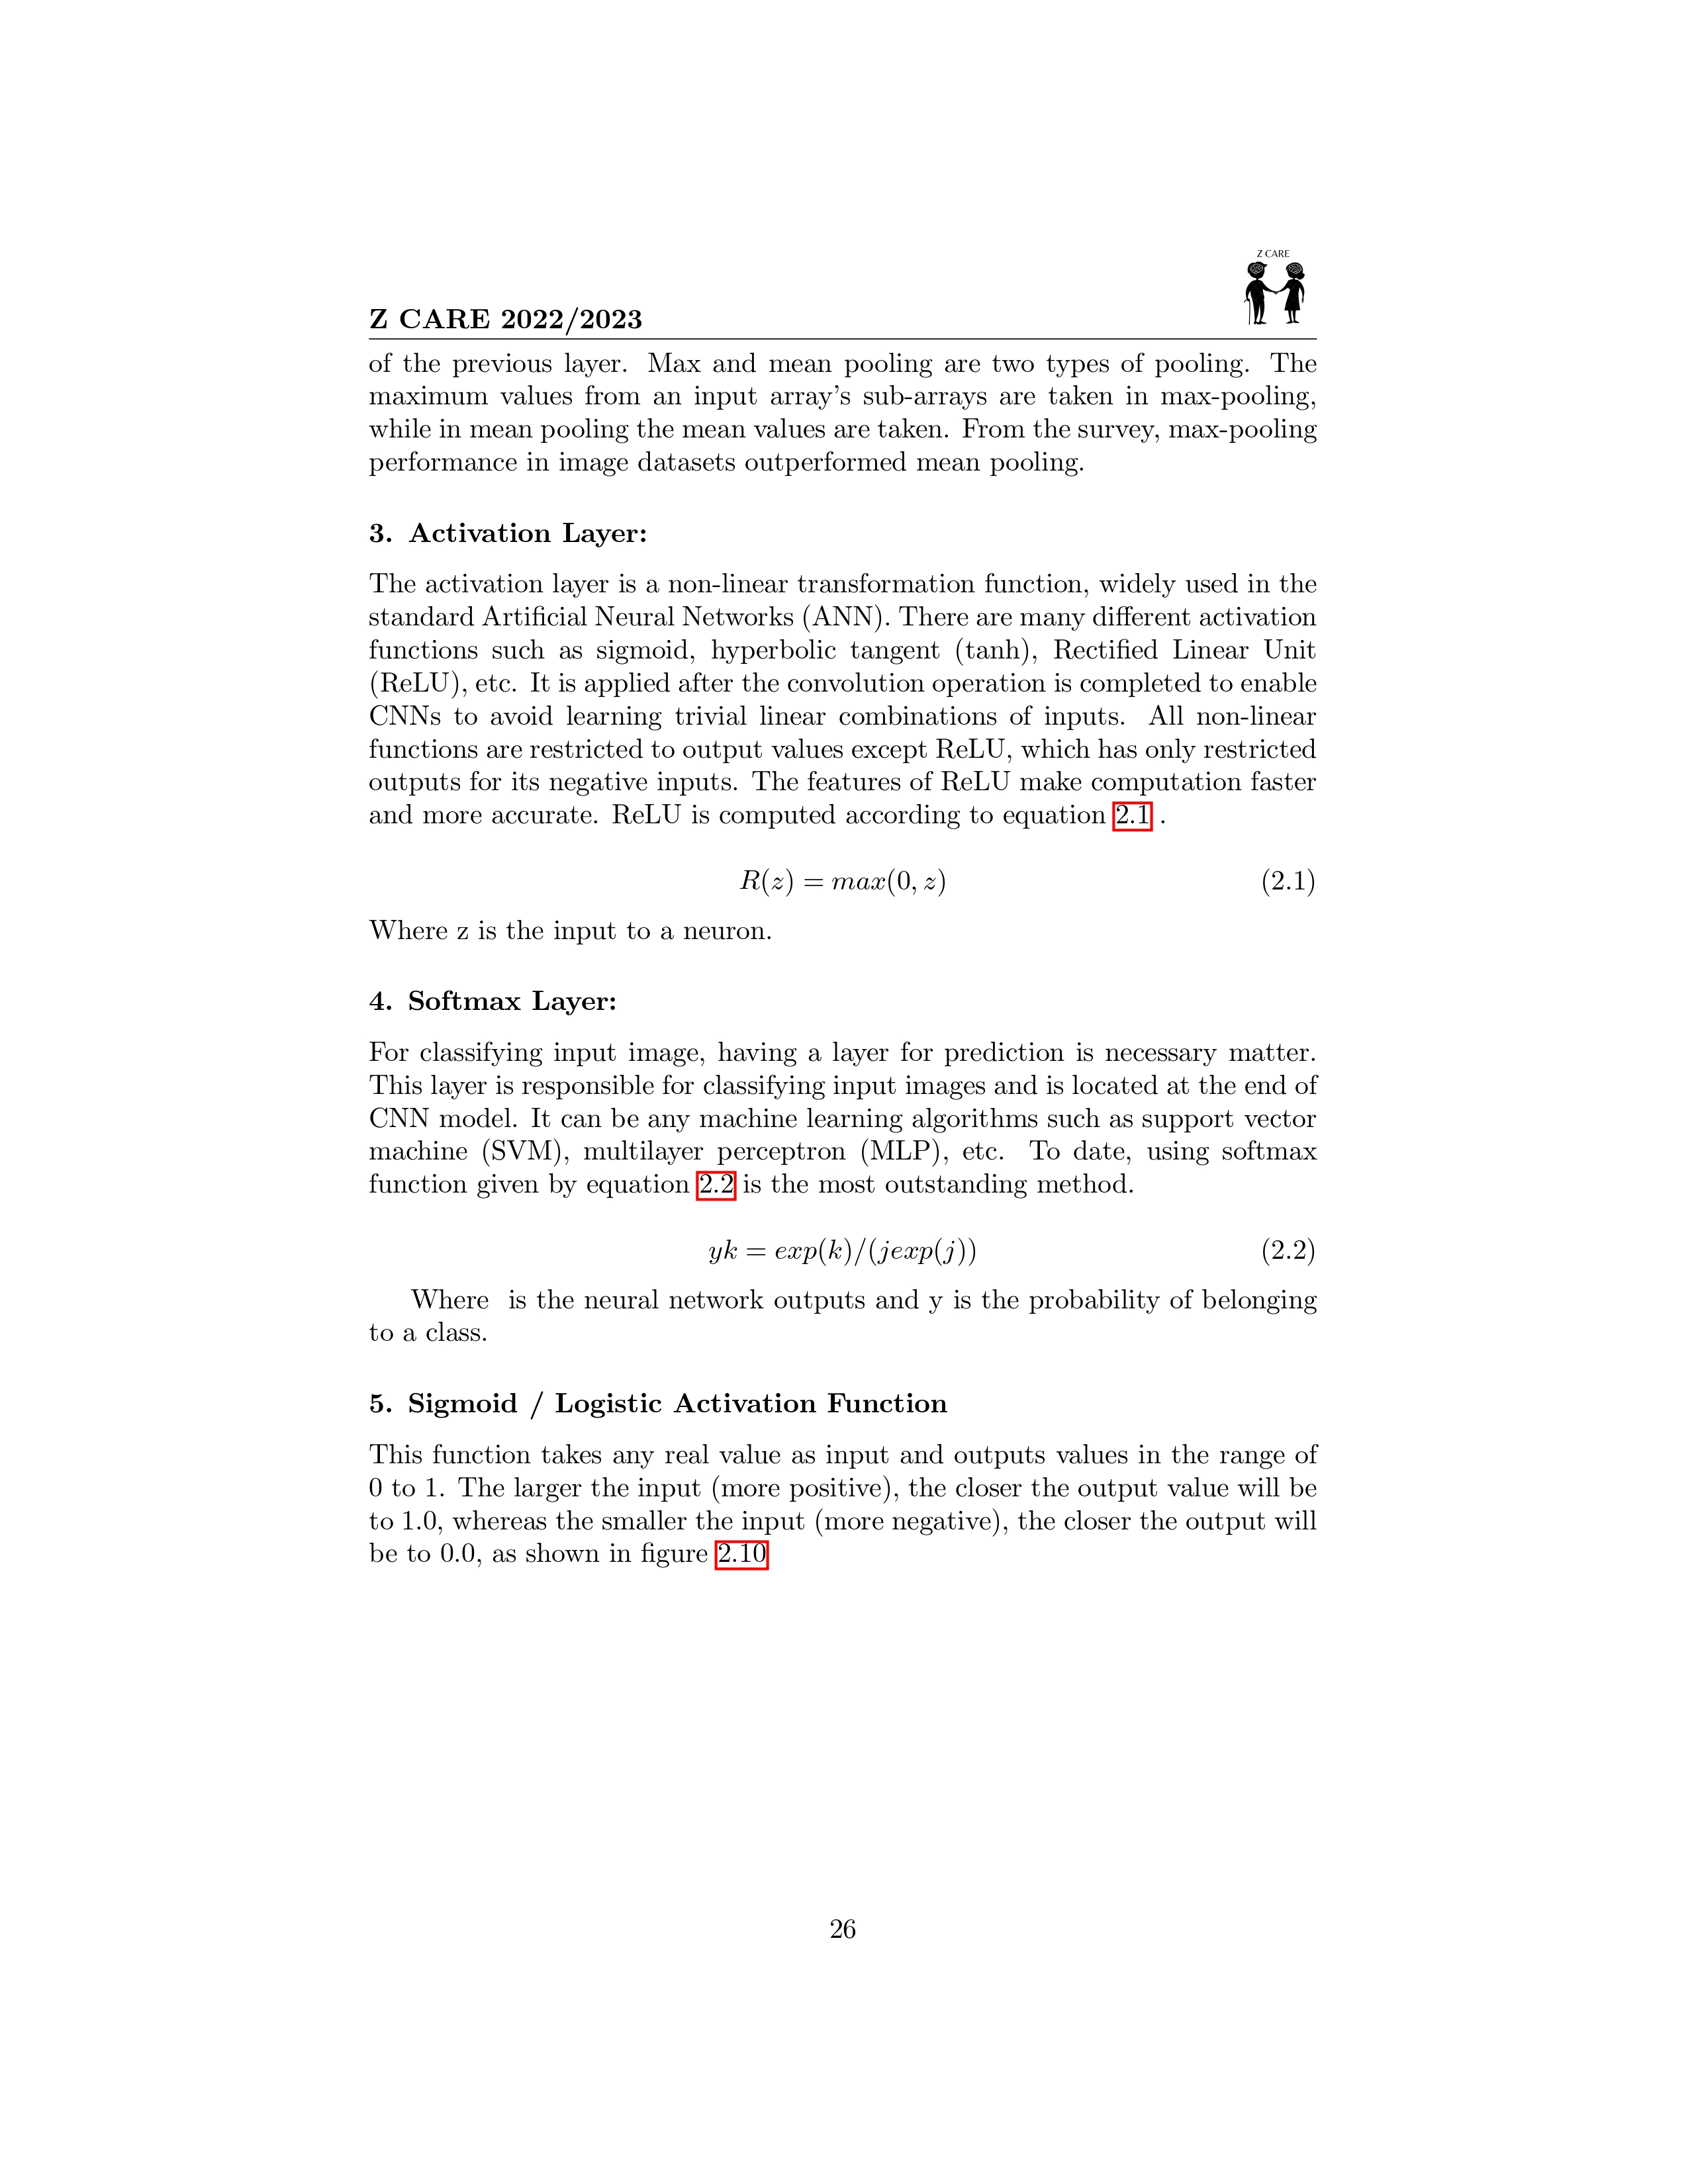 Z CARE
Z CARE 2022/2023
of the previous layer. Max and mean pooling are two types of pooling. The
maximum values from an input array's sub-arrays are taken in max-pooling,
while in mean pooling the mean values are taken. From the survey, max-pooling
performance in image datasets outperformed mean pooling.
3. Activation Layer:
The activation layer is a non-linear transformation function, widely used in the
standard Artificial Neural Networks (ANN). There are many different activation
functions such as sigmoid, hyperbolic tangent (tanh), Rectified Linear Unit
(ReLU), etc. It is applied after the convolution operation is completed to enable
CNNs to avoid learning trivial linear combinations of inputs. All non-linear
functions are restricted to output values except ReLU, which has only restricted
outputs for its negative inputs. The features of ReLU make computation faster
and more accurate. ReLU is computed according to equation 2.1 .
R(z) = max(0, z) (2.1)
Where z is the input to a neuron.
4. Softmax Layer:
For classifying input image, having a layer for prediction is necessary matter.
This layer is responsible for classifying input images and is located at the end of
CNN model. It can be any machine learning algorithms such as support vector
machine (SVM), multilayer perceptron (MLP), etc. To date, using softmax
function given by equation 2.2 is the most outstanding method.
yk = exp(k)/(jexp(j)) (2.2)
Where is the neural network outputs and y is the probability of belonging
to a class.
5. Sigmoid / Logistic Activation Function
This function takes any real value as input and outputs values in the range of
0 to 1. The larger the input (more positive), the closer the output value will be
to 1.0, whereas the smaller the input (more negative), the closer the output will
be to 0.0, as shown in figure 2.10
26